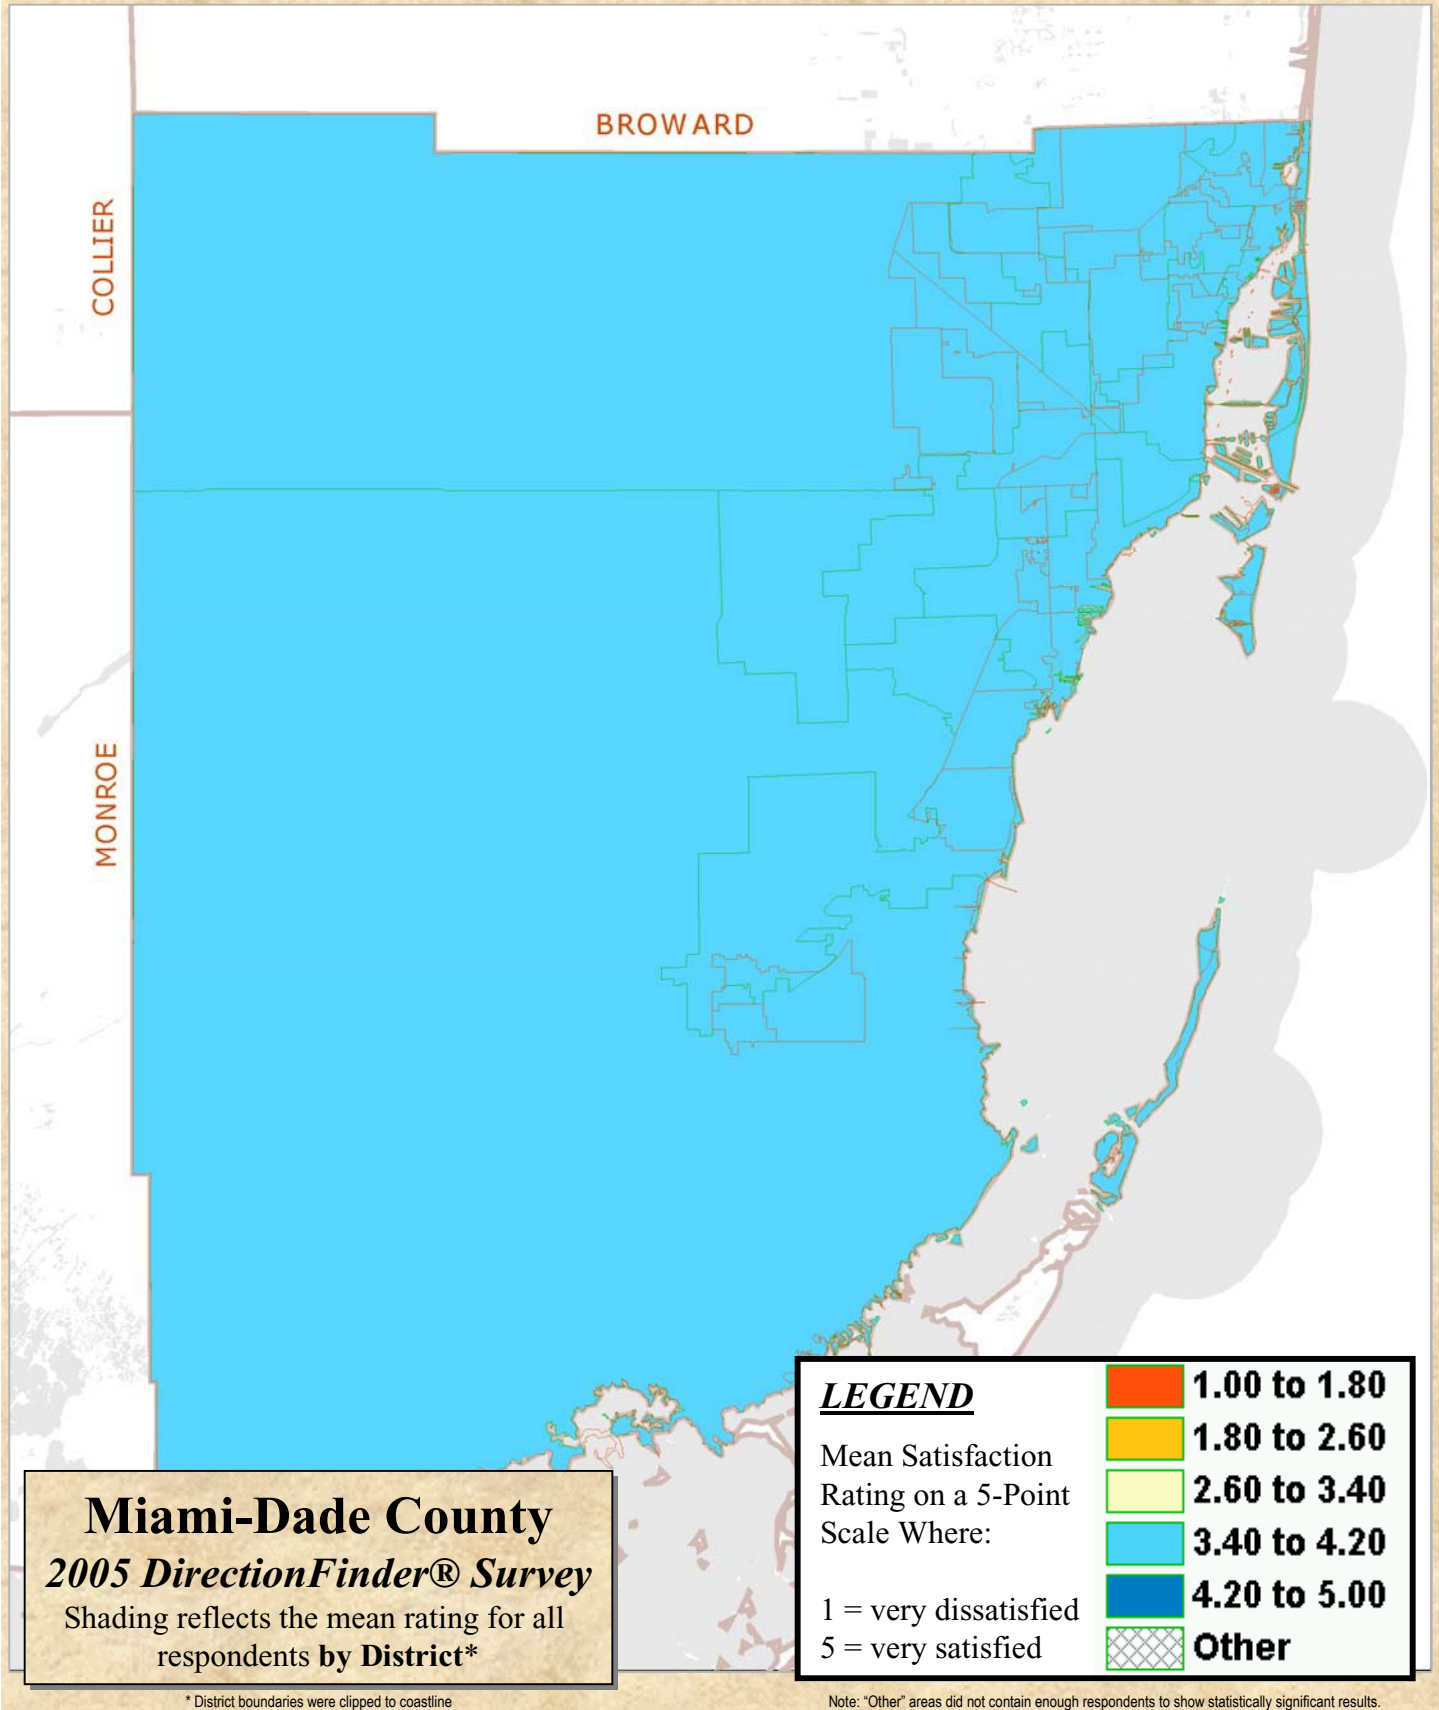 BROWARD
COLLIER
MONROE
LEGEND
Mean Satisfaction
Rating on a 5-Point
Scale Where:
1 = very dissatisfied
5 = very satisfied
1.00 to 1.80
1.80 to 2.60
2.60 to 3.40
3.40 to 4.20
4.20 to 5.00
Other
Miami-Dade County
2005 DirectionFinder® Survey
Shading reflects the mean rating for all
respondents by District*
* District boundaries were clipped to coastline
Note: “Other” areas did not contain enough respondents to show statistically significant results.